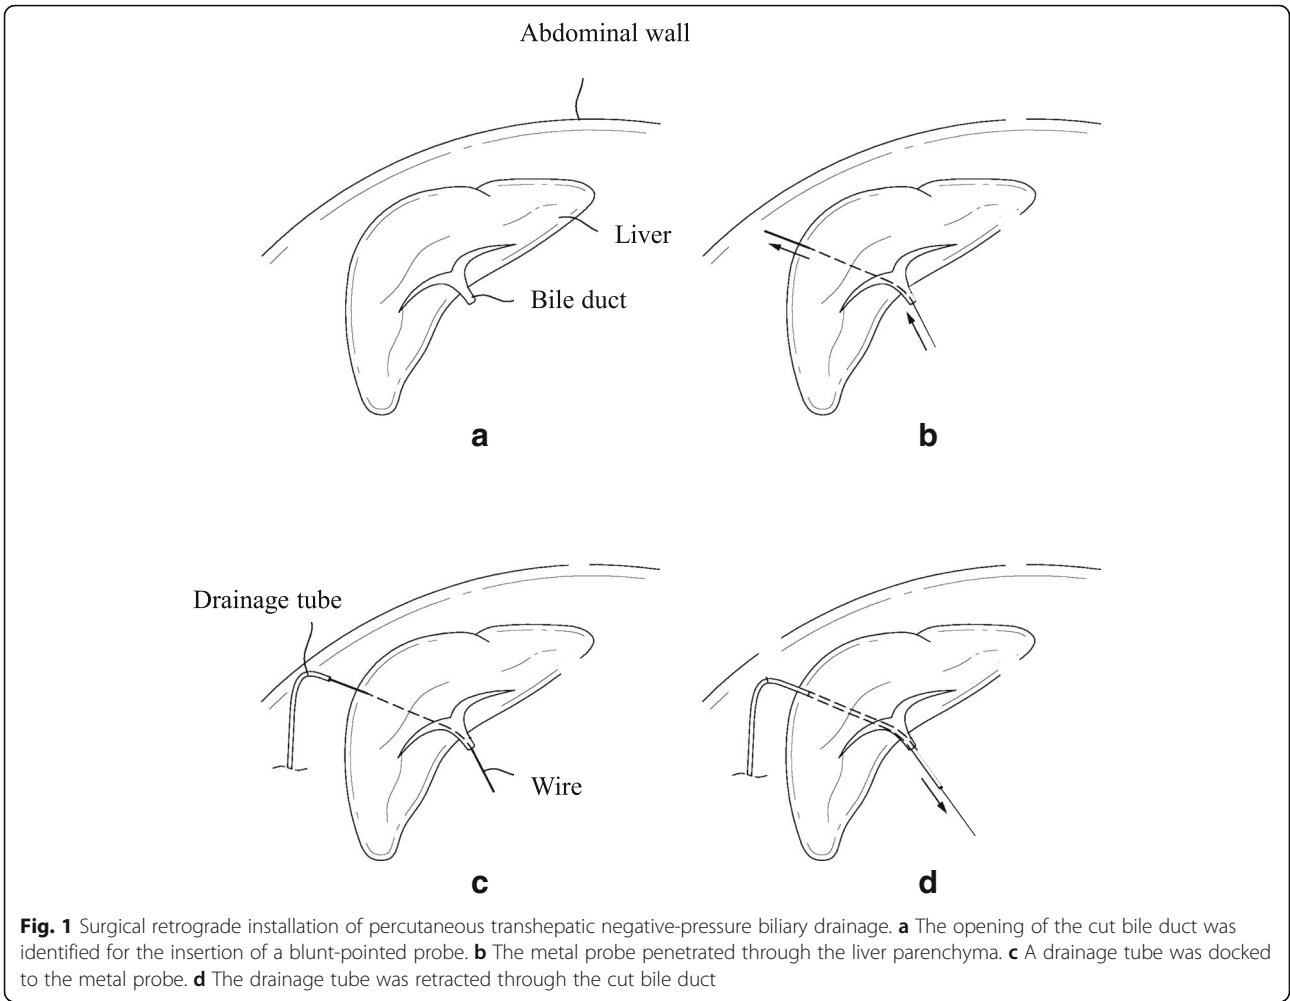 Abdominal wall
Liver
Bile duct
a
b
Drainage tube
Wire
c
d
Fig. 1 Surgical retrograde installation of percutaneous transhepatic negative-pressure biliary drainage. a The opening of the cut bile duct was
identified for the insertion of a blunt-pointed probe. b The metal probe penetrated through the liver parenchyma. c A drainage tube was docked
to the metal probe. d The drainage tube was retracted through the cut bile duct